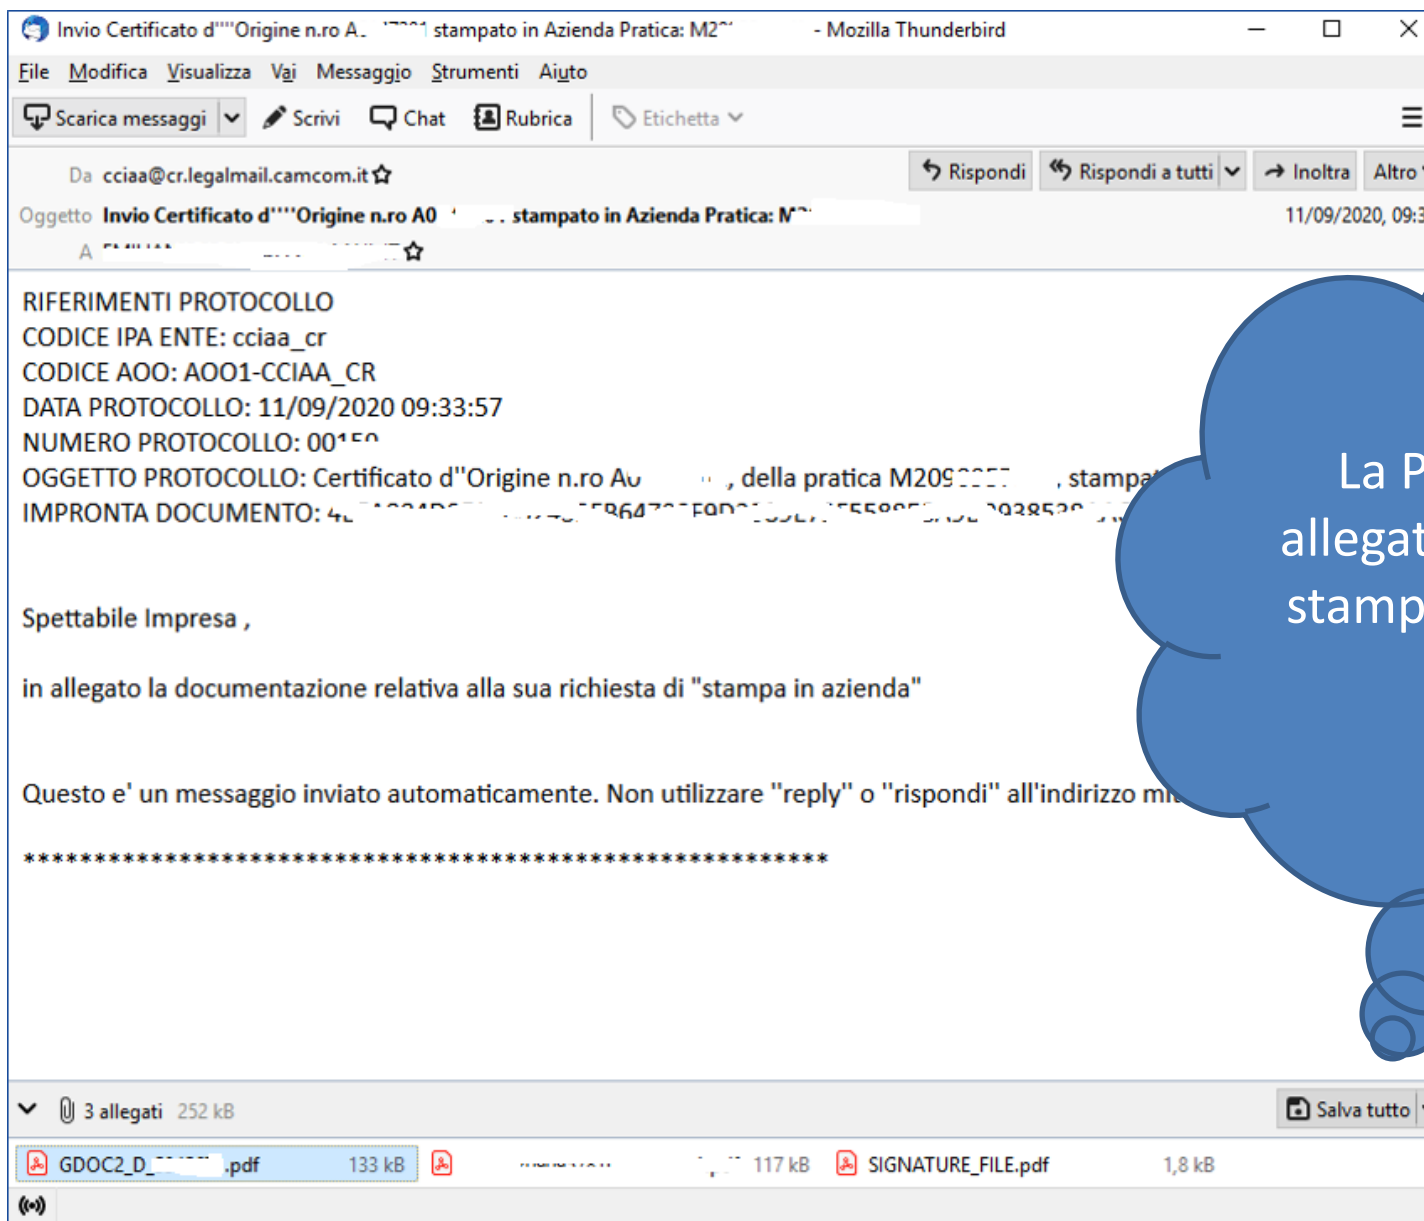 Invio Certificato d''''Origine n.ro stampato in Azienda Pratica: - Mozilla Thunderbird
File Modifica Visualizza Vai Messaggio Strumenti Aiuto
Scarica messaggi Scrivi Chat Rubrica Etichetta
Da cciaa@cr.legalmail.camcom.it Rispondi Rispondi a tutti Inoltra Altro
Oggetto Invio Certificato d''''Origine n.ro A0 stampato in Azienda Pratica: 11/09/2020, 09:3
A
RIFERIMENTI PROTOCOLLO
CODICE IPA ENTE: cciaa_cr
CODICE AOO: AOO1-CCIAA_CR
DATA PROTOCOLLO: 11/09/2020 09:33:57
NUMERO PROTOCOLLO:
OGGETTO PROTOCOLLO: Certificato d''Origine n.ro , della pratica , stampa
IMPRONTA DOCUMENTO:
La P
allegat
stamp
Spettabile Impresa ,
in allegato la documentazione relativa alla sua richiesta di "stampa in azienda"
Questo e' un messaggio inviato automaticamente. Non utilizzare "reply" o "rispondi" all'indirizzo
*********************************************************
3 allegati 252 kB Salva tutto
GDOC2_D_ .pdf 133 kB 117 kB SIGNATURE_FILE.pdf 1,8 kB